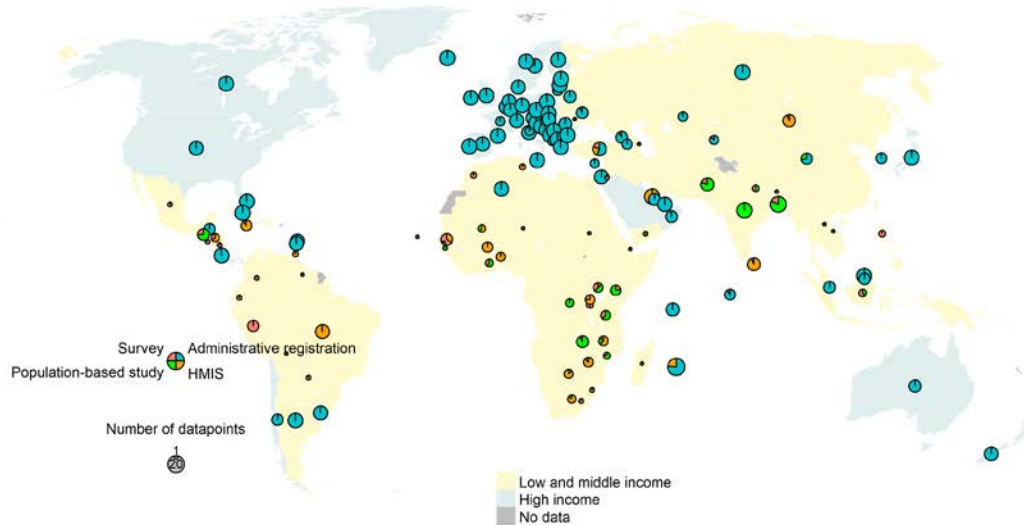 Survey Administrative registration
Population-based study HMIS
Number of datapoints
1
20
Low and middle income
High income
No data